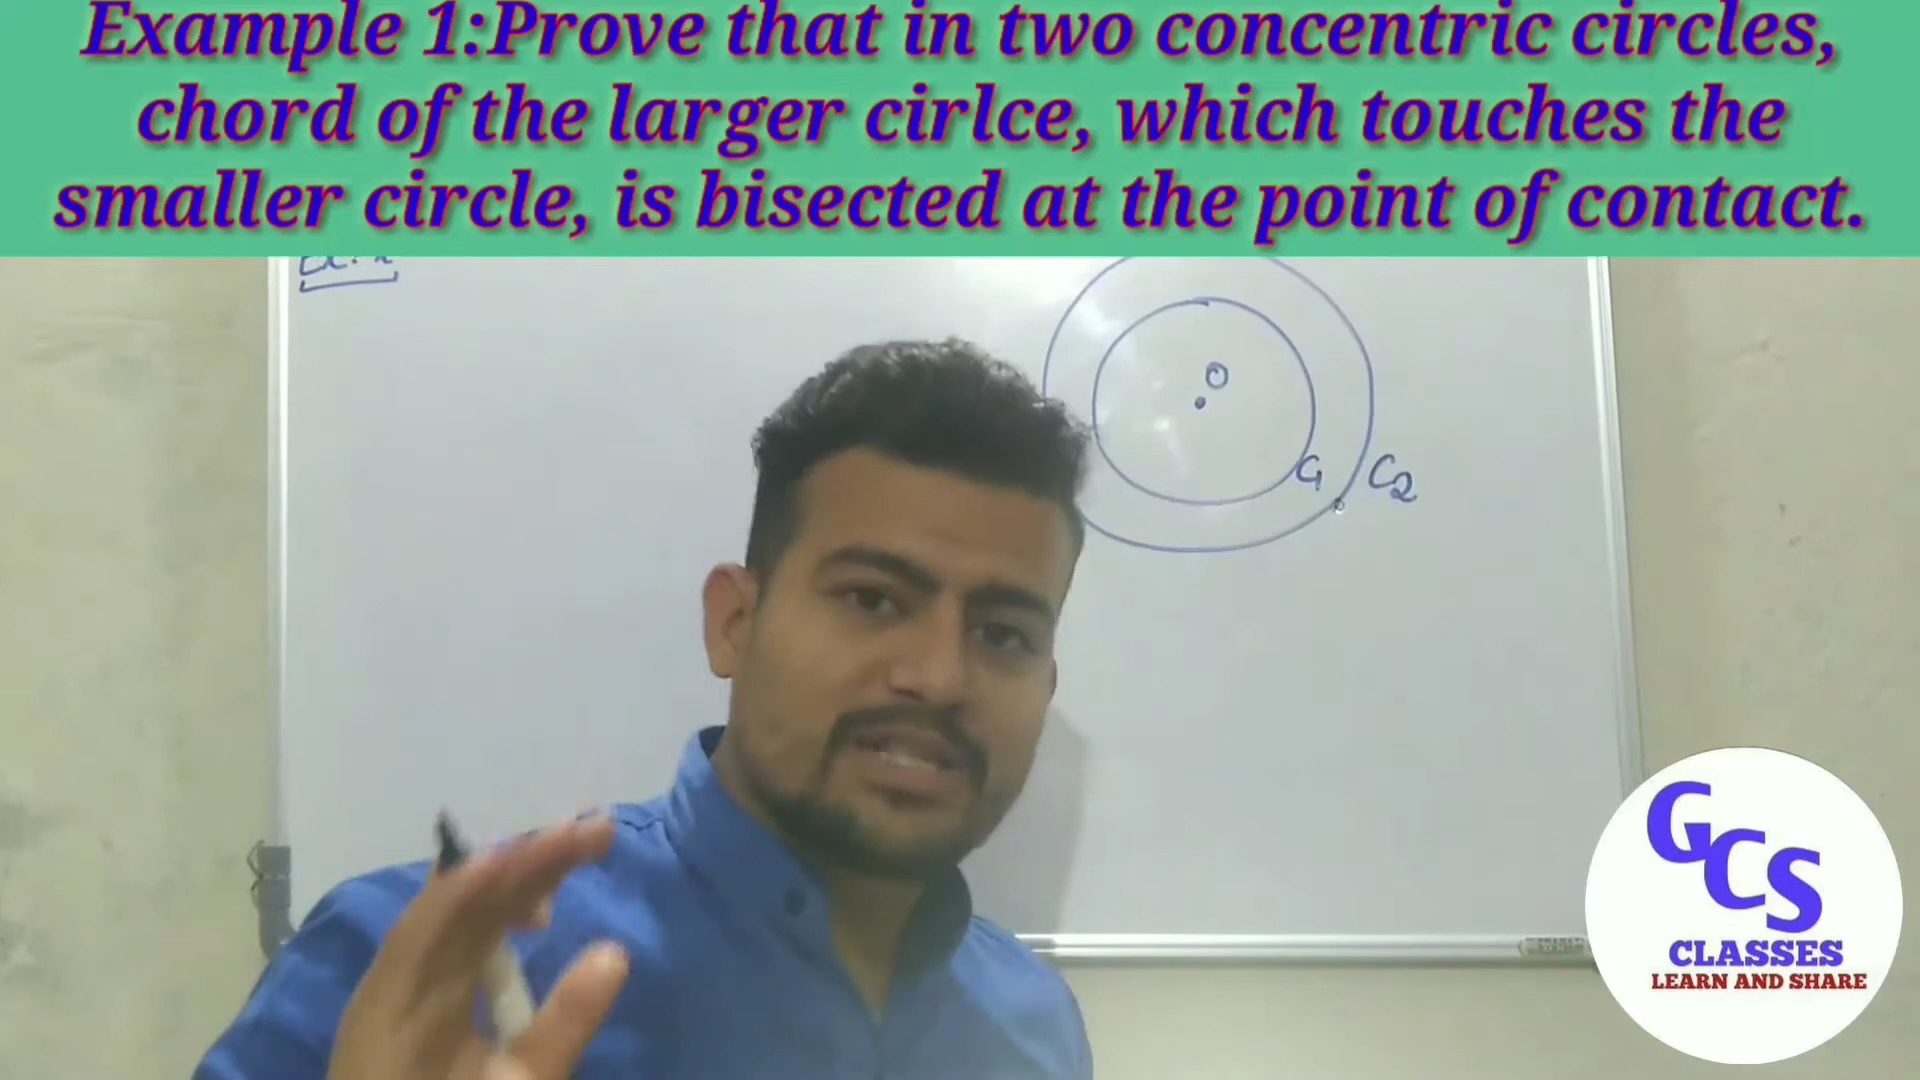 Example 1:Prove that in two concentric circles,
chord of the larger cirlce, which touches the
smaller circle, is bisected at the point of contact.
O
C1
C2
GCS
CLASSES
LEARN AND SHARE